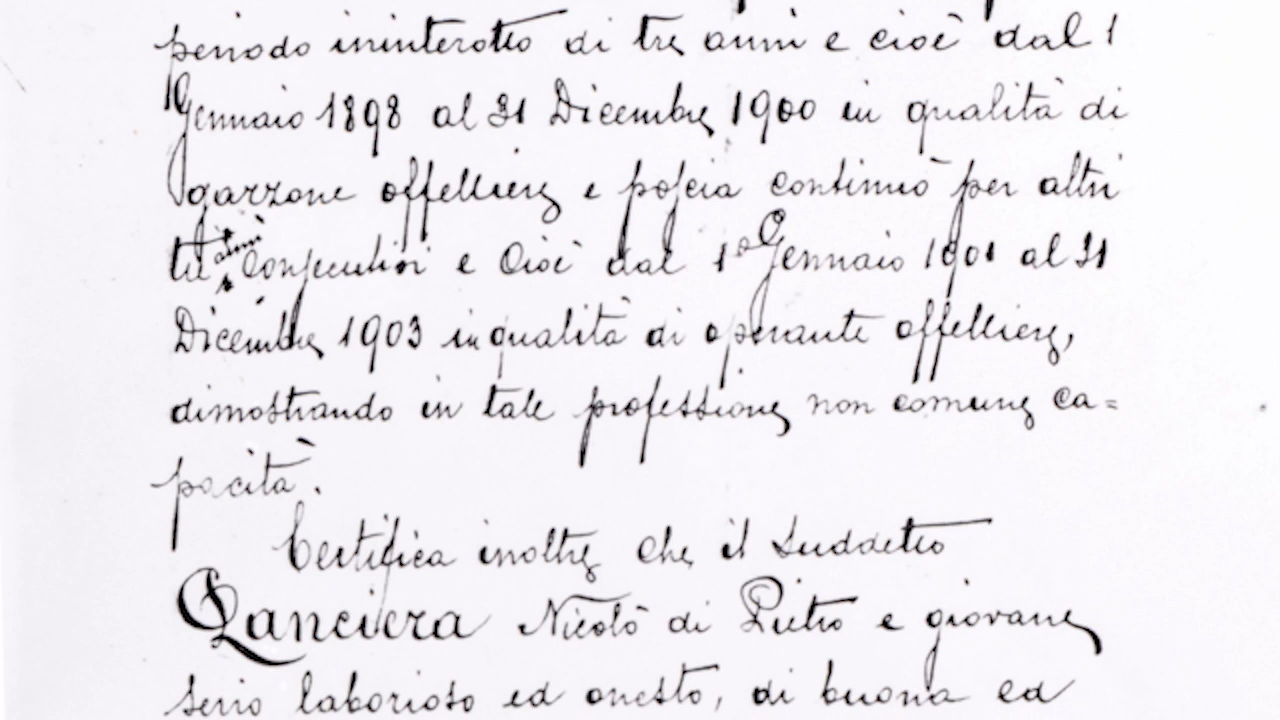 periodo ininterotto di tre anni e cioè dal 1
Gennaio 1898 al 31 Dicembre 1900 in qualità di
garzone offelliere e poscia continuò per altri
tre anni consecutivi e cioè dal 1º Gennaio 1901 al 31
Dicembre 1903 in qualità di operante offelliere,
dimostrando in tale professione non comune ca=
pacità.
Certifica inoltre che il suddetto
Lanciera Nicolò di Pietro e giovane
serio laborioso ed onesto, di buona ed